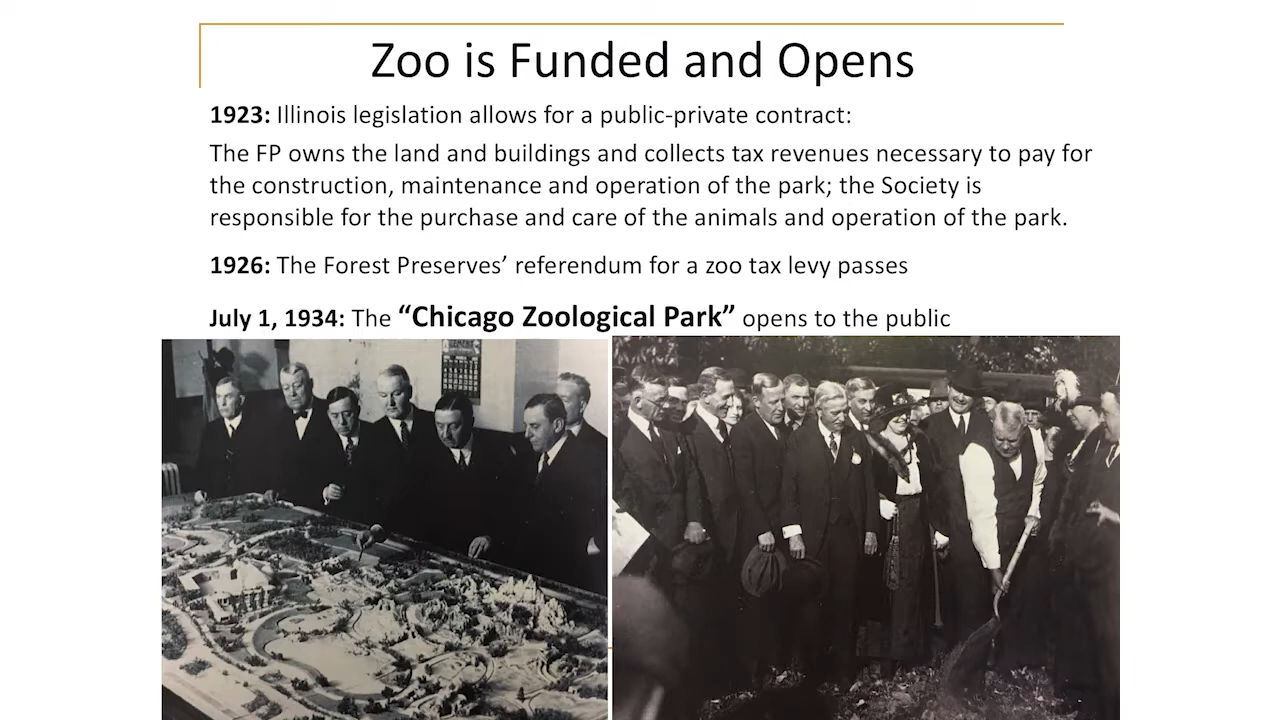 Zoo is Funded and Opens
1923: Illinois legislation allows for a public-private contract:
The FP owns the land and buildings and collects tax revenues necessary to pay for
the construction, maintenance and operation of the park; the Society is
responsible for the purchase and care of the animals and operation of the park.
1926: The Forest Preserves’ referendum for a zoo tax levy passes
July 1, 1934: The “Chicago Zoological Park” opens to the public